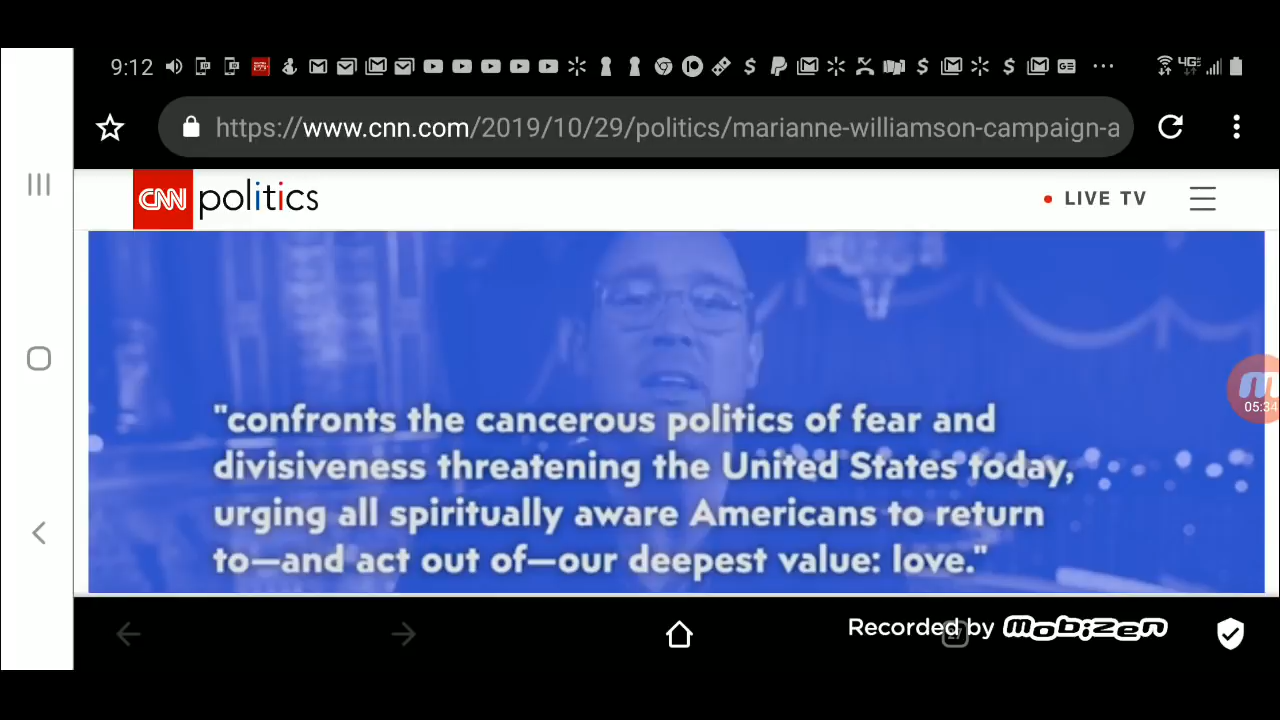 9:12
4G
https://www.cnn.com/2019/10/29/politics/marianne-williamson-campaign-a
CNN politics
LIVE TV
"confronts the cancerous politics of fear and
divisiveness threatening the United States today,
urging all spiritually aware Americans to return
to—and act out of—our deepest value: love."
05:34
Recorded by Mobizen